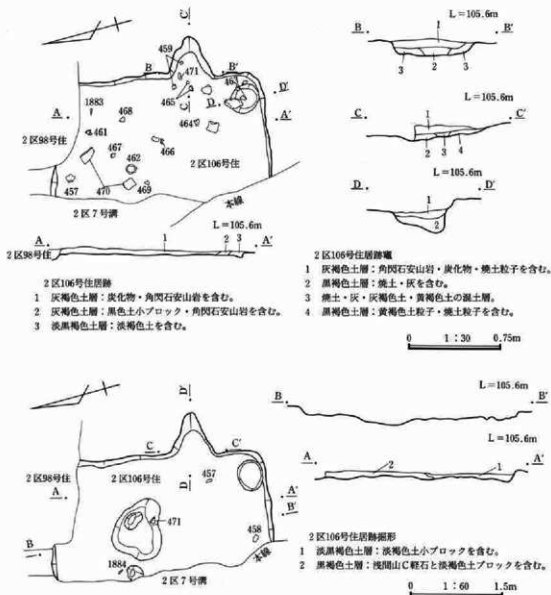 C′
459
B
471
B′
463
465
C
D
D′
1883
A
468
464
A′
2区98号住
461
466
467
462
2区106号住
457
470
469
本線
2区7号溝
L=105.6m
A
1
2
3
A′
2区98住
2区106号住居跡
1 灰褐色土層：炭化物・角閃石安山岩を含む。
2 灰褐色土層：黒色土小ブロック・角閃石安山岩を含む。
3 淡黒褐色土層：淡褐色土を含む。
L=105.6m
B
1
B′
3
2
3
L=105.6m
C
1
C′
2
3
4
L=105.6m
D
1
D′
2
2区106号住居跡竈
1 灰褐色土層：角閃石安山岩・炭化物・焼土粒子を含む。
2 黒褐色土層：焼土・灰を含む。
3 焼土・灰・灰褐色土・黄褐色土の混土層。
4 黒褐色土層：黄褐色土粒子・焼土粒子を含む。
0 1：30 0.75m
D′
C
C′
2区98号住
2区106号住
457
D
A
A′
B′
471
B
458
1884
本線
2区7号溝
L=105.6m
B
B′
L=105.6m
A
2
1
A′
2区106号住居跡掘形
1 淡黒褐色土層：淡褐色土小ブロックを含む。
2 黒褐色土層：浅間山C軽石と淡褐色土ブロックを含む。
0 1：60 1.5m